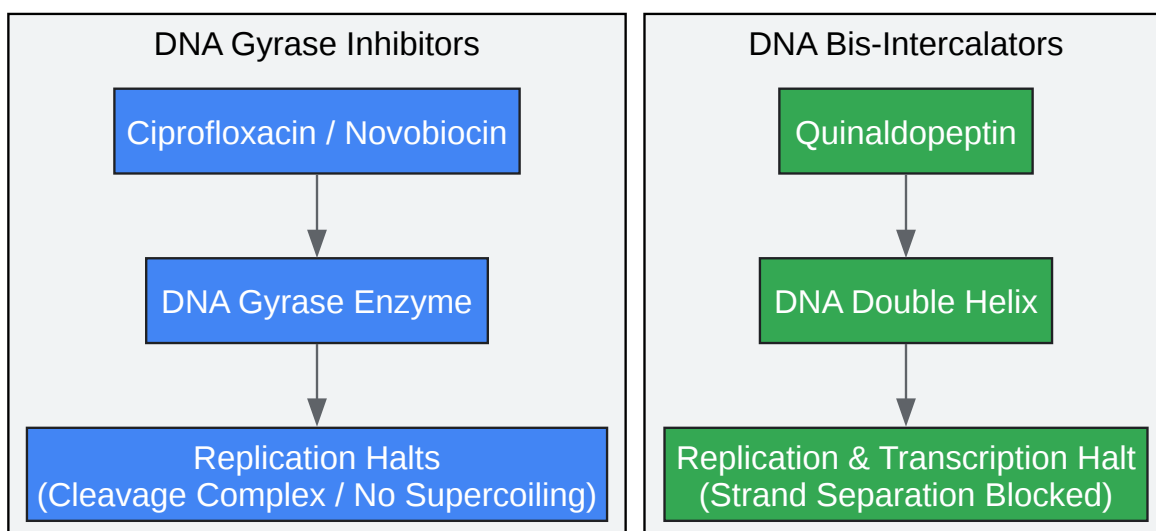 DNA Gyrase Inhibitors
Ciprofloxacin / Novobiocin
DNA Gyrase Enzyme
Replication Halts
(Cleavage Complex / No Supercoiling)
DNA Bis-Intercalators
Quinaldopeptin
DNA Double Helix
Replication & Transcription Halt
(Strand Separation Blocked)